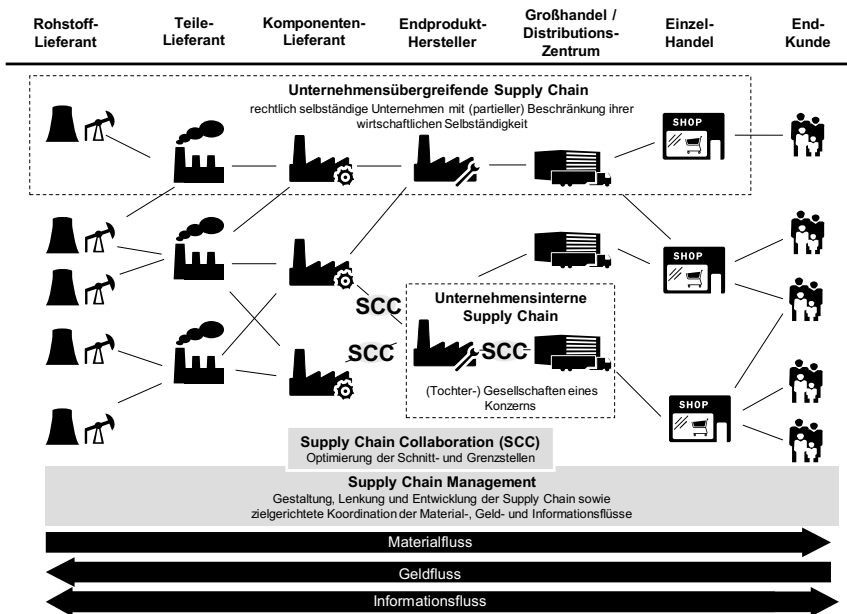 Rohstoff-
Lieferant
Teile-
Lieferant
Komponenten-
Lieferant
Endprodukt-
Hersteller
Großhandel /
Distributions-
Zentrum
Einzel-
Handel
End-
Kunde
Unternehmensübergreifende Supply Chain
rechtlich selbständige Unternehmen mit (partieller) Beschränkung ihrer
wirtschaftlichen Selbständigkeit
SHOP
SHOP
SCC
Unternehmensinterne
Supply Chain
SCC
SCC
(Tochter-) Gesellschaften eines
Konzerns
SHOP
Supply Chain Collaboration (SCC)
Optimierung der Schnitt- und Grenzstellen
Supply Chain Management
Gestaltung, Lenkung und Entwicklung der Supply Chain sowie
zielgerichtete Koordination der Material-, Geld- und Informationsflüsse
Materialfluss
Geldfluss
Informationsfluss